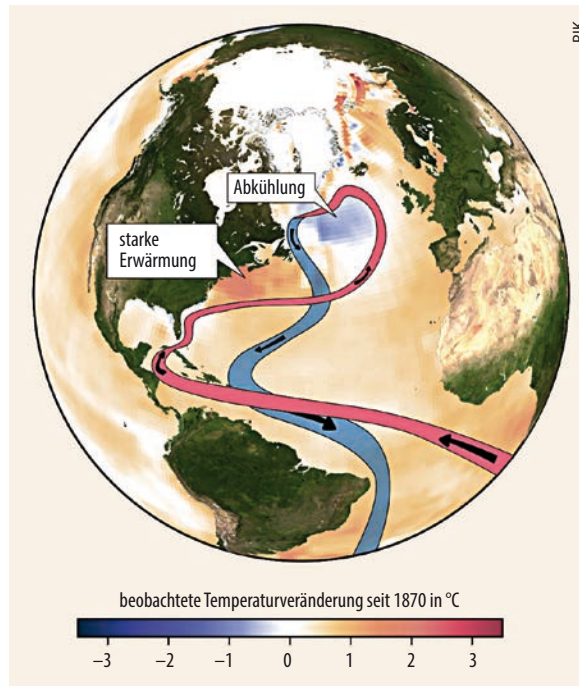 PIK
Abkühlung
starke
Erwärmung
beobachtete Temperaturveränderung seit 1870 in °C
−3 −2 −1 0 1 2 3